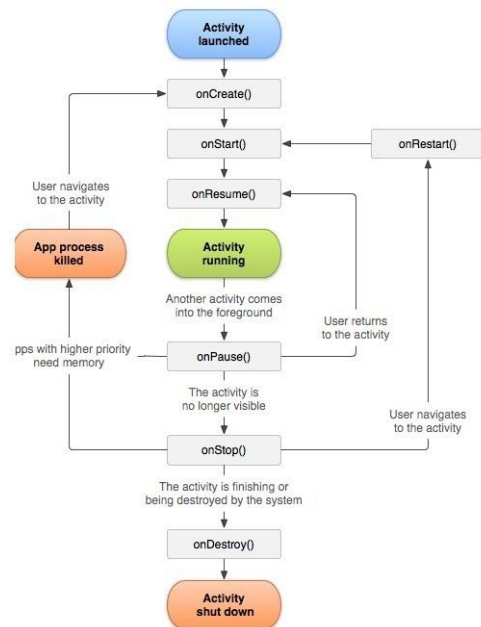 Activity
launched
onCreate()
onStart()
onRestart()
User navigates
to the activity
onResume()
App process
killed
Activity
running
Another activity comes
into the foreground
User returns
to the activity
pps with higher priority
need memory
onPause()
The activity is
no longer visible
User navigates
to the activity
onStop()
The activity is finishing or
being destroyed by the system
onDestroy()
Activity
shut down